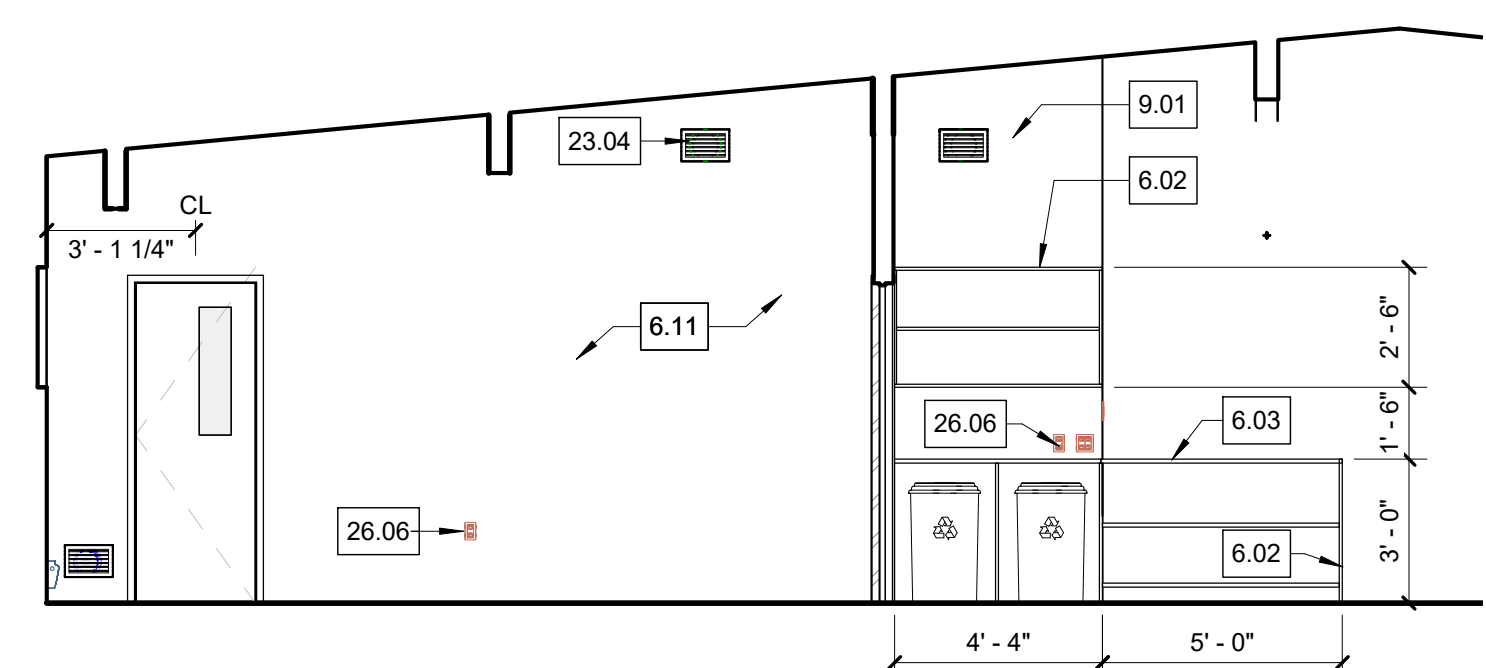 9.01
23.04
6.02
CL
3' - 1 1/4"
6.11
2' - 6"
26.06
6.03
1' - 6"
26.06
6.02
3' - 0"
4' - 4"
5' - 0"